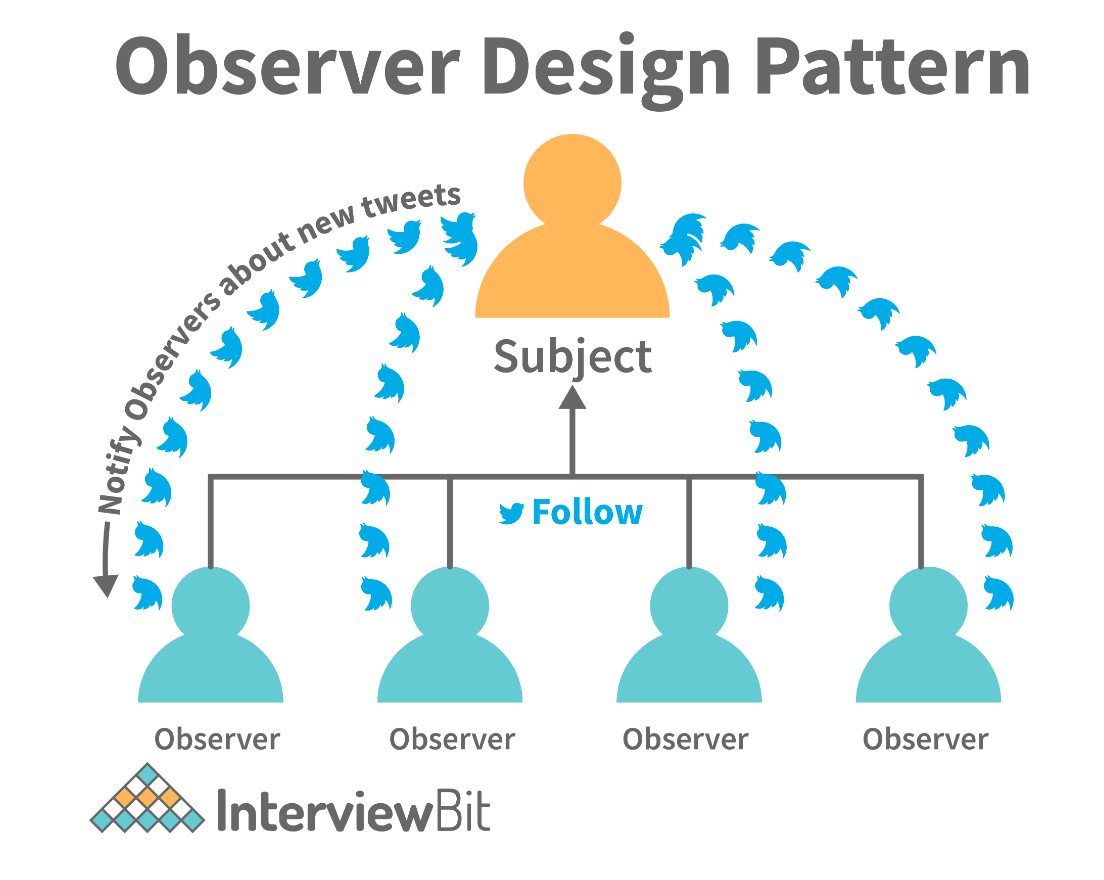 Observer Design Pattern
Notify Observers about new tweets
Subject
Follow
Observer
Observer
Observer
Observer
InterviewBit